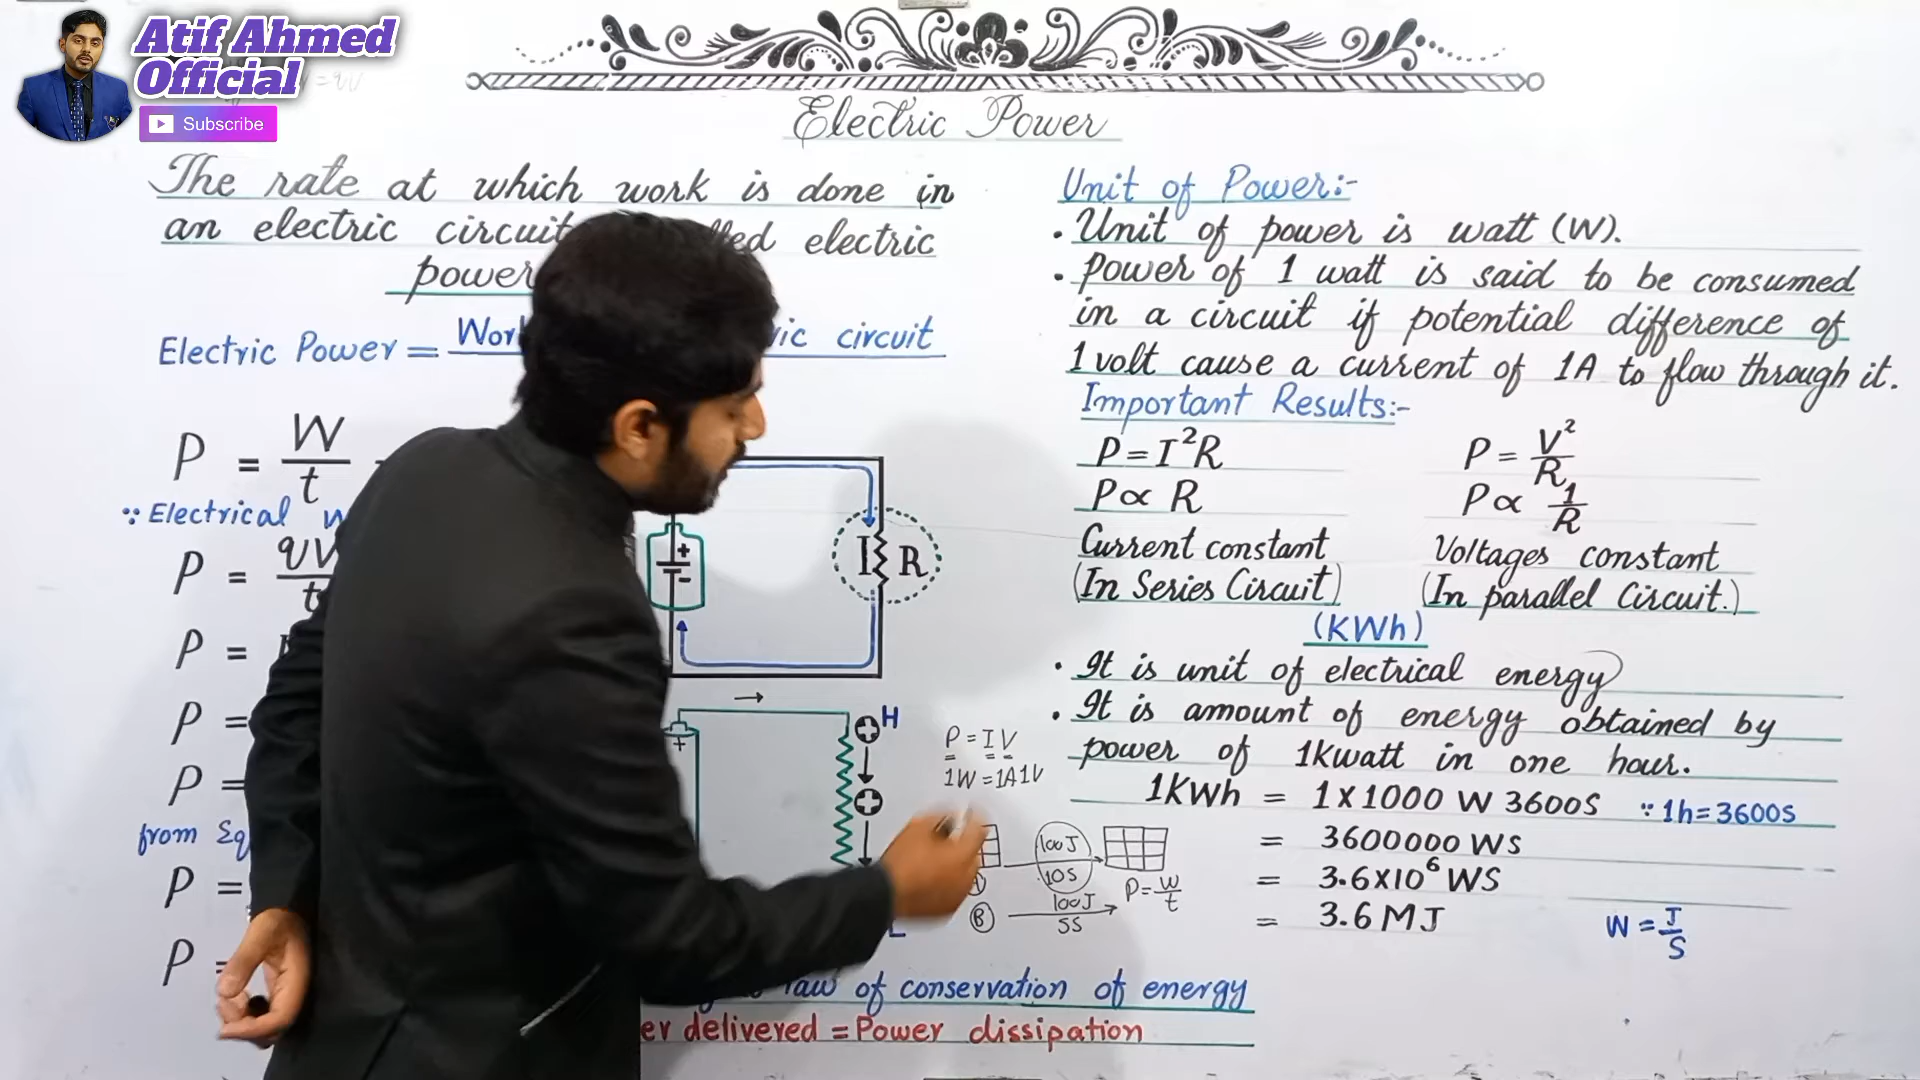 Atif Ahmed
Official
Subscribe
Electric Power
The rate at which work is done in
an electric circuit electric
power
Electric Power = circuit
P = W/t
∵ Electrical
P = qV/t
P =
P =
P =
from Eq
P =
P =
+
-
I R
→
+
H
+
P = IV
1W = 1A1V
100J
10S
P = W/t
B 100J
5S
L
law of conservation of energy
delivered = Power dissipation
Unit of Power:-
• Unit of power is watt (W).
• Power of 1 watt is said to be consumed
in a circuit if potential difference of
1 volt cause a current of 1A to flow through it.
Important Results:-
P = I²R P = V²/R
P ∝ R P ∝ 1/R
Current constant Voltages constant
(In Series Circuit) (In parallel Circuit.)
(KWh)
• It is unit of electrical energy
• It is amount of energy obtained by
power of 1Kwatt in one hour.
1KWh = 1 x 1000 W 3600S ∵ 1h = 3600S
= 3600000 WS
= 3.6x10⁶ WS
= 3.6 MJ W = J/S